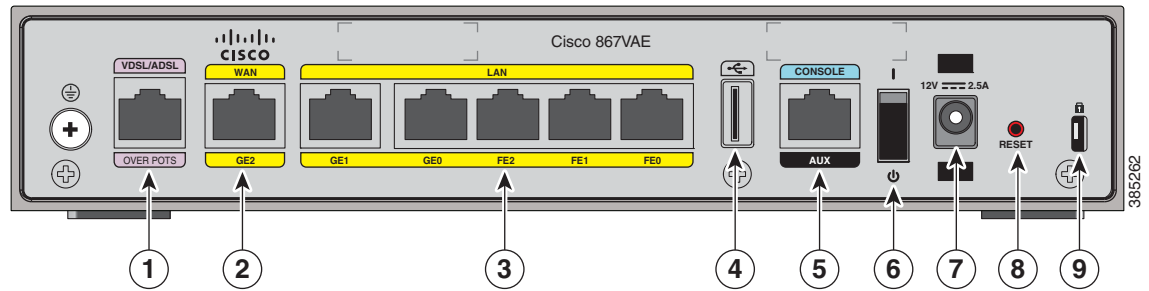 Cisco 867VAE
CISCO
VDSL/ADSL
WAN
LAN
CONSOLE
12V 2.5A
OVER POTS
GE2
GE1
GE0
FE2
FE1
FE0
AUX
RESET
385262
1
2
3
4
5
6
7
8
9